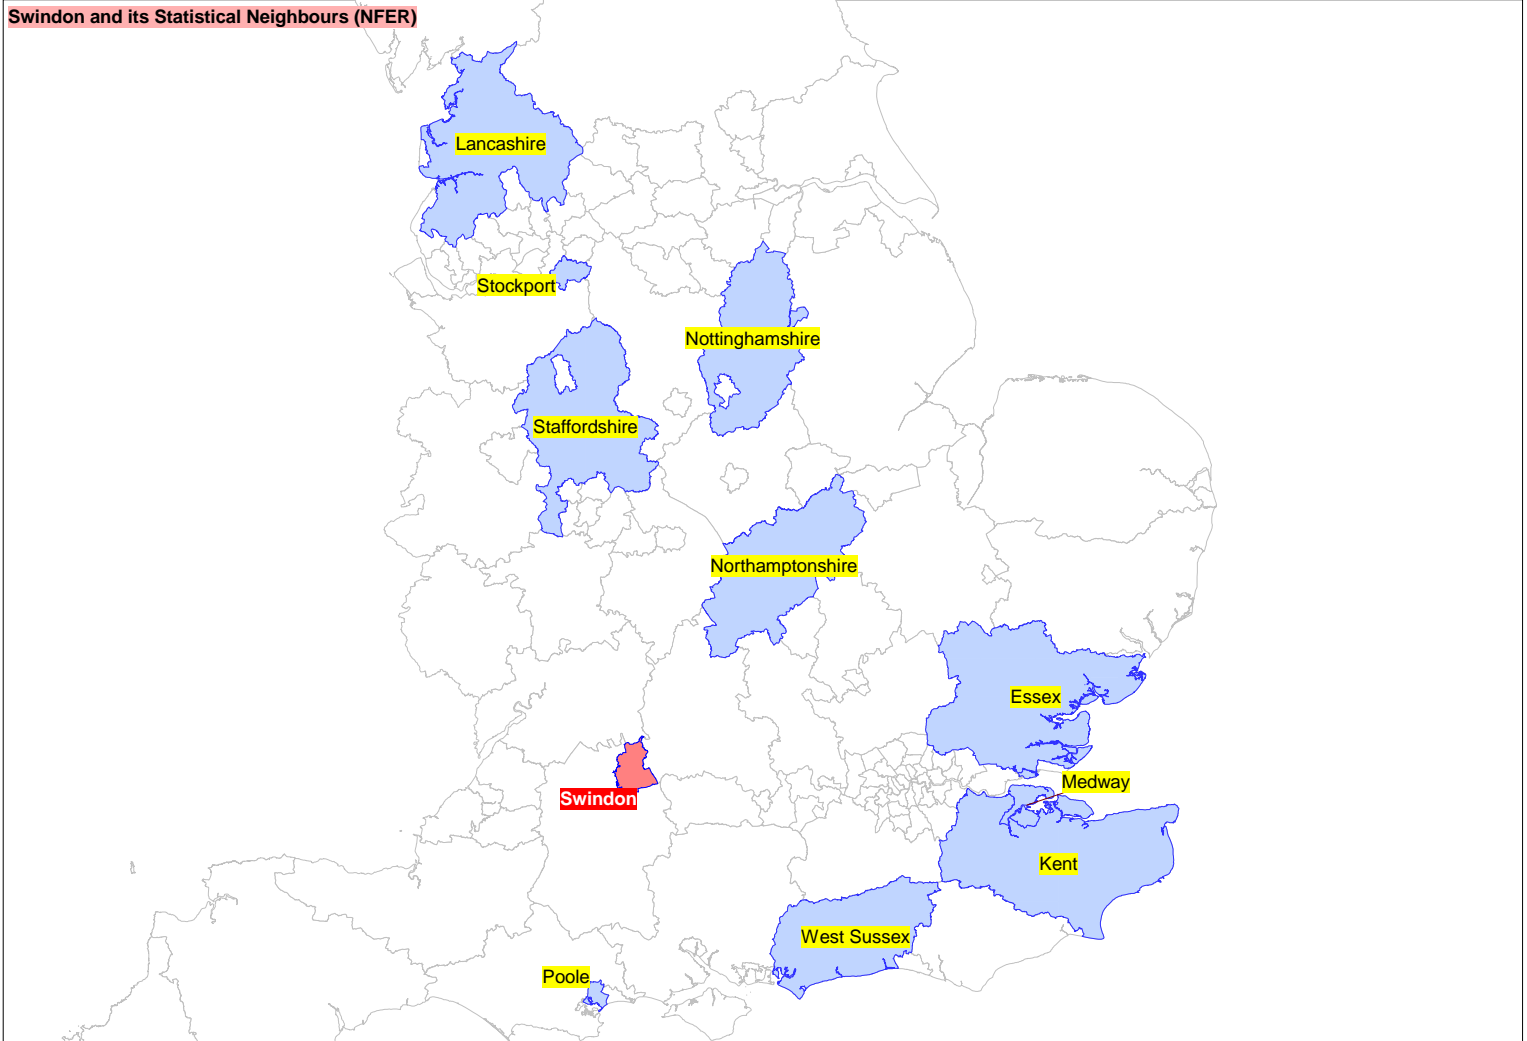 Swindon and its Statistical Neighbours (NFER)
Lancashire
Stockport
Nottinghamshire
Staffordshire
Northamptonshire
Essex
Medway
Swindon
Kent
West Sussex
Poole